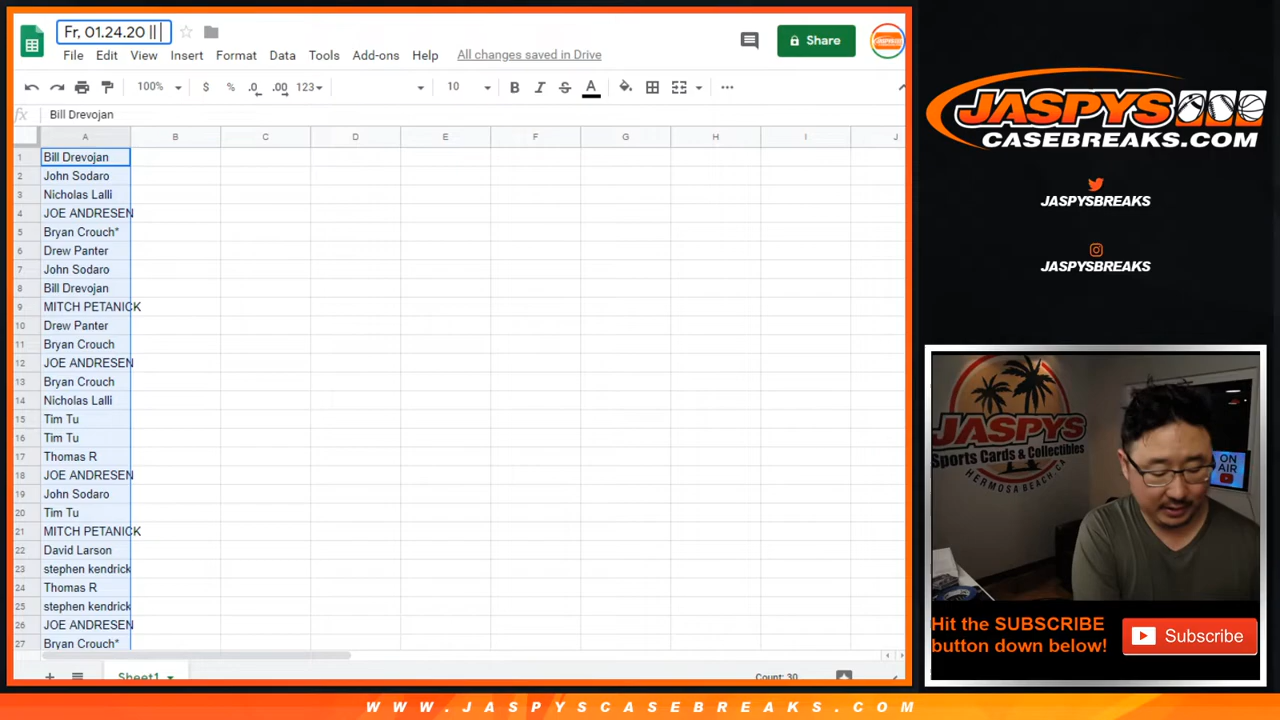 Fr, 01.24.20 ||
File Edit View Insert Format Data Tools Add-ons Help All changes saved in Drive
Share
100% $ % .0 .00 123 10 B I S A
fx Bill Drevojan
A B C D E F G H I J
1 Bill Drevojan
2 John Sodaro
3 Nicholas Lalli
4 JOE ANDRESEN
5 Bryan Crouch*
6 Drew Panter
7 John Sodaro
8 Bill Drevojan
9 MITCH PETANICK
10 Drew Panter
11 Bryan Crouch
12 JOE ANDRESEN
13 Bryan Crouch
14 Nicholas Lalli
15 Tim Tu
16 Tim Tu
17 Thomas R
18 JOE ANDRESEN
19 John Sodaro
20 Tim Tu
21 MITCH PETANICK
22 David Larson
23 stephen kendrick
24 Thomas R
25 stephen kendrick
26 JOE ANDRESEN
27 Bryan Crouch*
Sheet1
Count: 30
JASPYS
CASEBREAKS.COM
JASPYSBREAKS
JASPYSBREAKS
JASPYS
Sports Cards & Collectibles
HERMOSA BEACH, CA
ON
AIR
Hit the SUBSCRIBE
button down below!
Subscribe
WWW.JASPYSCASEBREAKS.COM